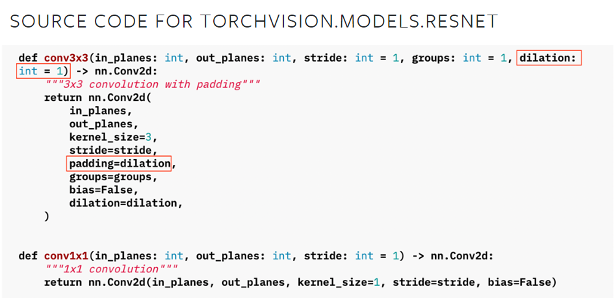 SOURCE CODE FOR TORCHVISION.MODELS.RESNET
def conv3x3(in_planes: int, out_planes: int, stride: int = 1, groups: int = 1, dilation:
int = 1) -> nn.Conv2d:
    """3x3 convolution with padding"""
    return nn.Conv2d(
        in_planes,
        out_planes,
        kernel_size=3,
        stride=stride,
        padding=dilation,
        groups=groups,
        bias=False,
        dilation=dilation,
    )
def conv1x1(in_planes: int, out_planes: int, stride: int = 1) -> nn.Conv2d:
    """1x1 convolution"""
    return nn.Conv2d(in_planes, out_planes, kernel_size=1, stride=stride, bias=False)